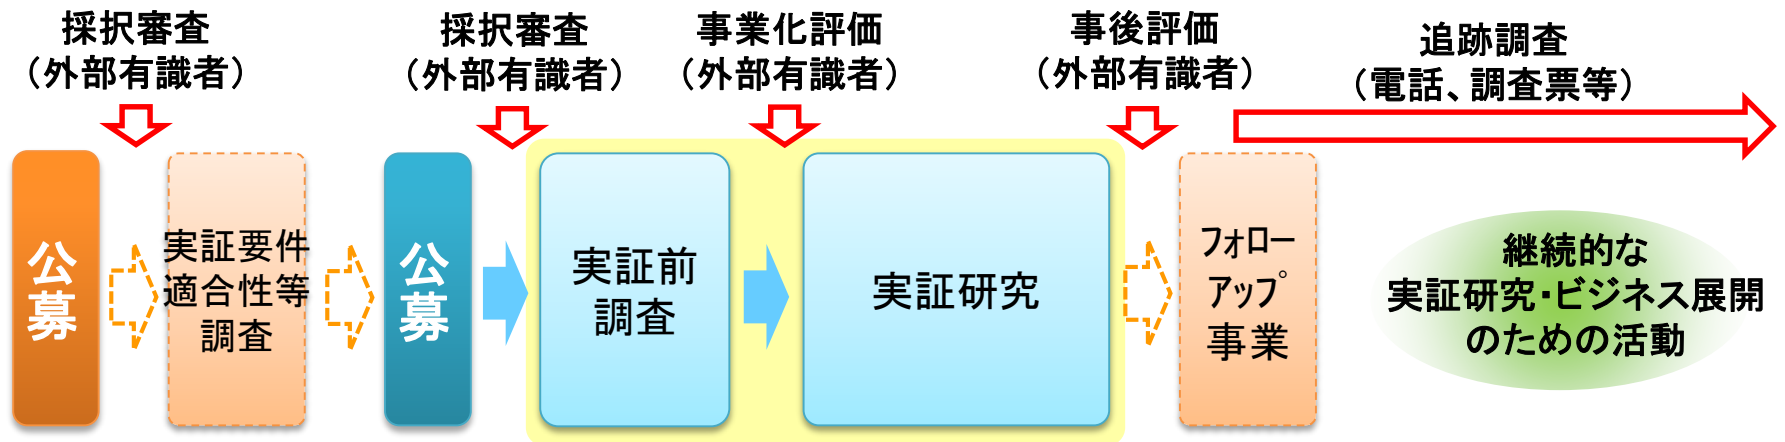 採択審査
（外部有識者）
採択審査
（外部有識者）
事業化評価
（外部有識者）
事後評価
（外部有識者）
追跡調査
（電話、調査票等）
公
募
実証要件
適合性等
調査
公
募
実証前
調査
実証研究
フォロー
アップ
事業
継続的な
実証研究・ビジネス展開
のための活動